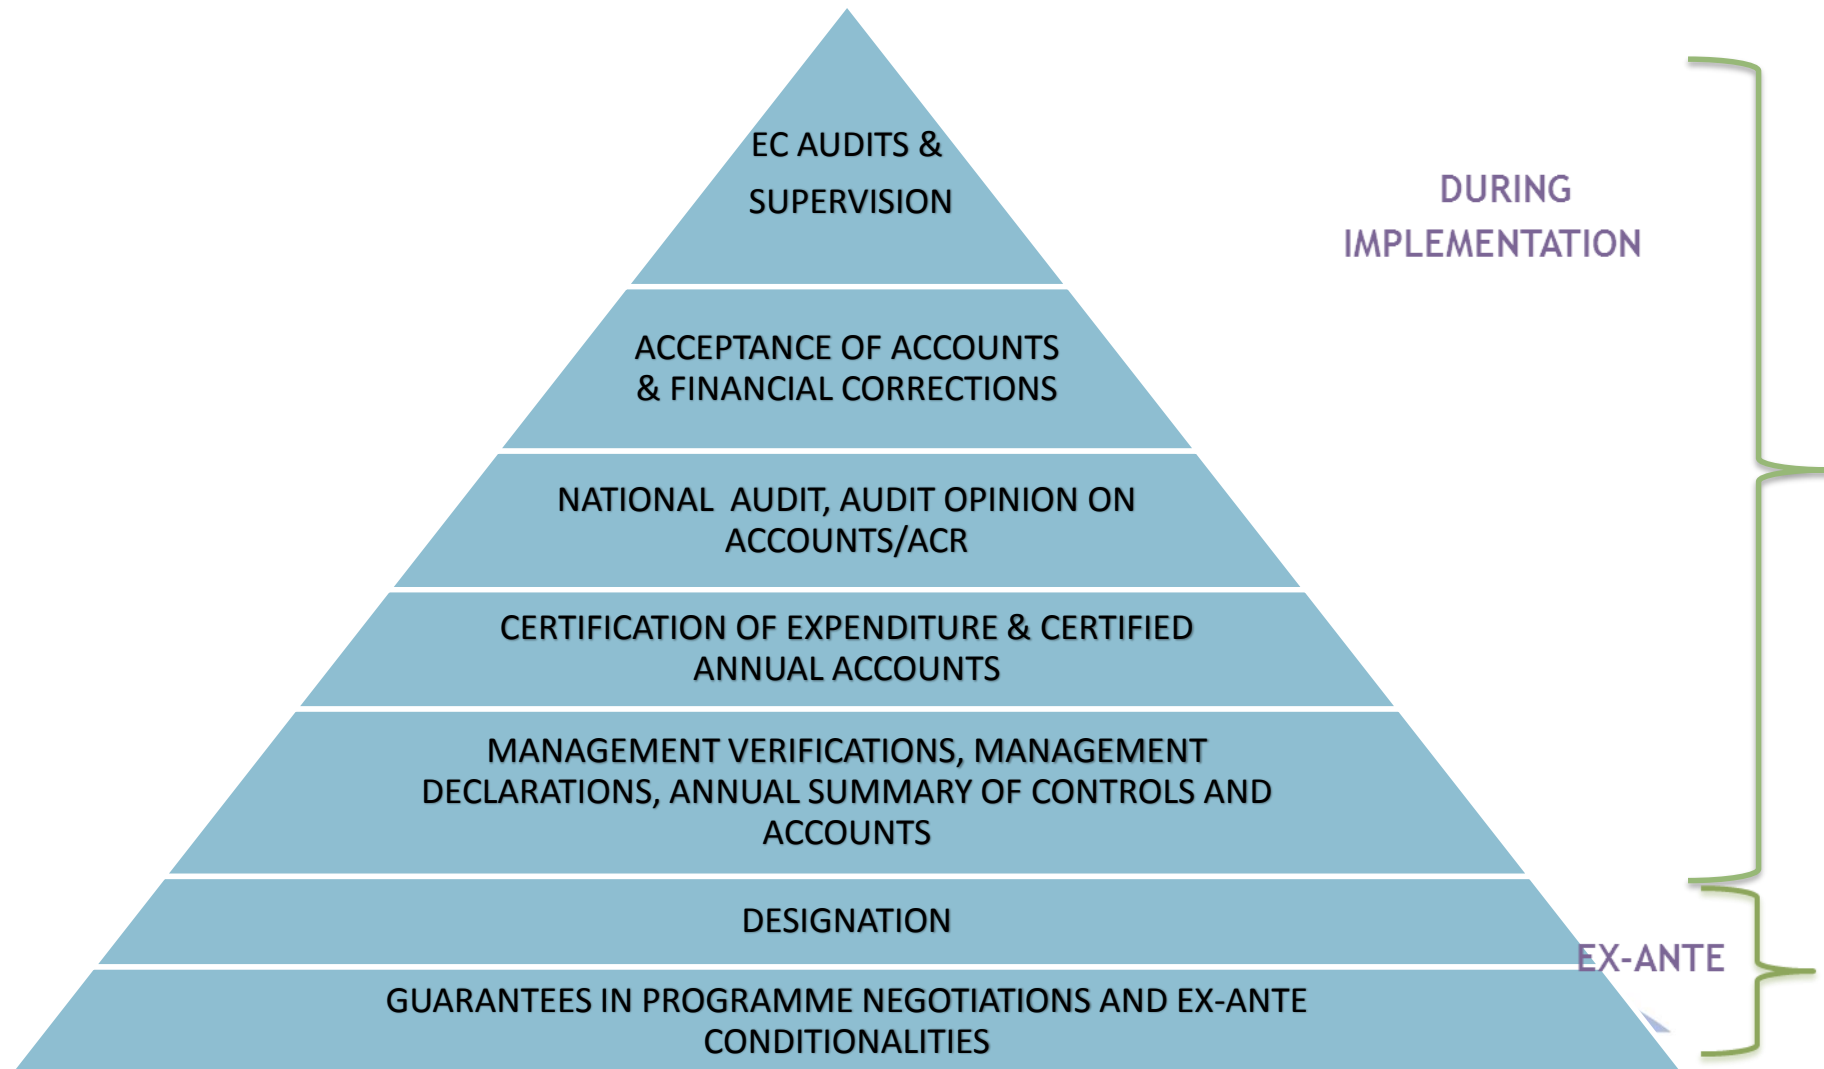 EC AUDITS &
SUPERVISION
DURING
IMPLEMENTATION
ACCEPTANCE OF ACCOUNTS
& FINANCIAL CORRECTIONS
NATIONAL  AUDIT, AUDIT OPINION ON
ACCOUNTS/ACR
CERTIFICATION OF EXPENDITURE & CERTIFIED
ANNUAL ACCOUNTS
MANAGEMENT VERIFICATIONS, MANAGEMENT
DECLARATIONS, ANNUAL SUMMARY OF CONTROLS AND
ACCOUNTS
DESIGNATION
EX-ANTE
GUARANTEES IN PROGRAMME NEGOTIATIONS AND EX-ANTE
CONDITIONALITIES